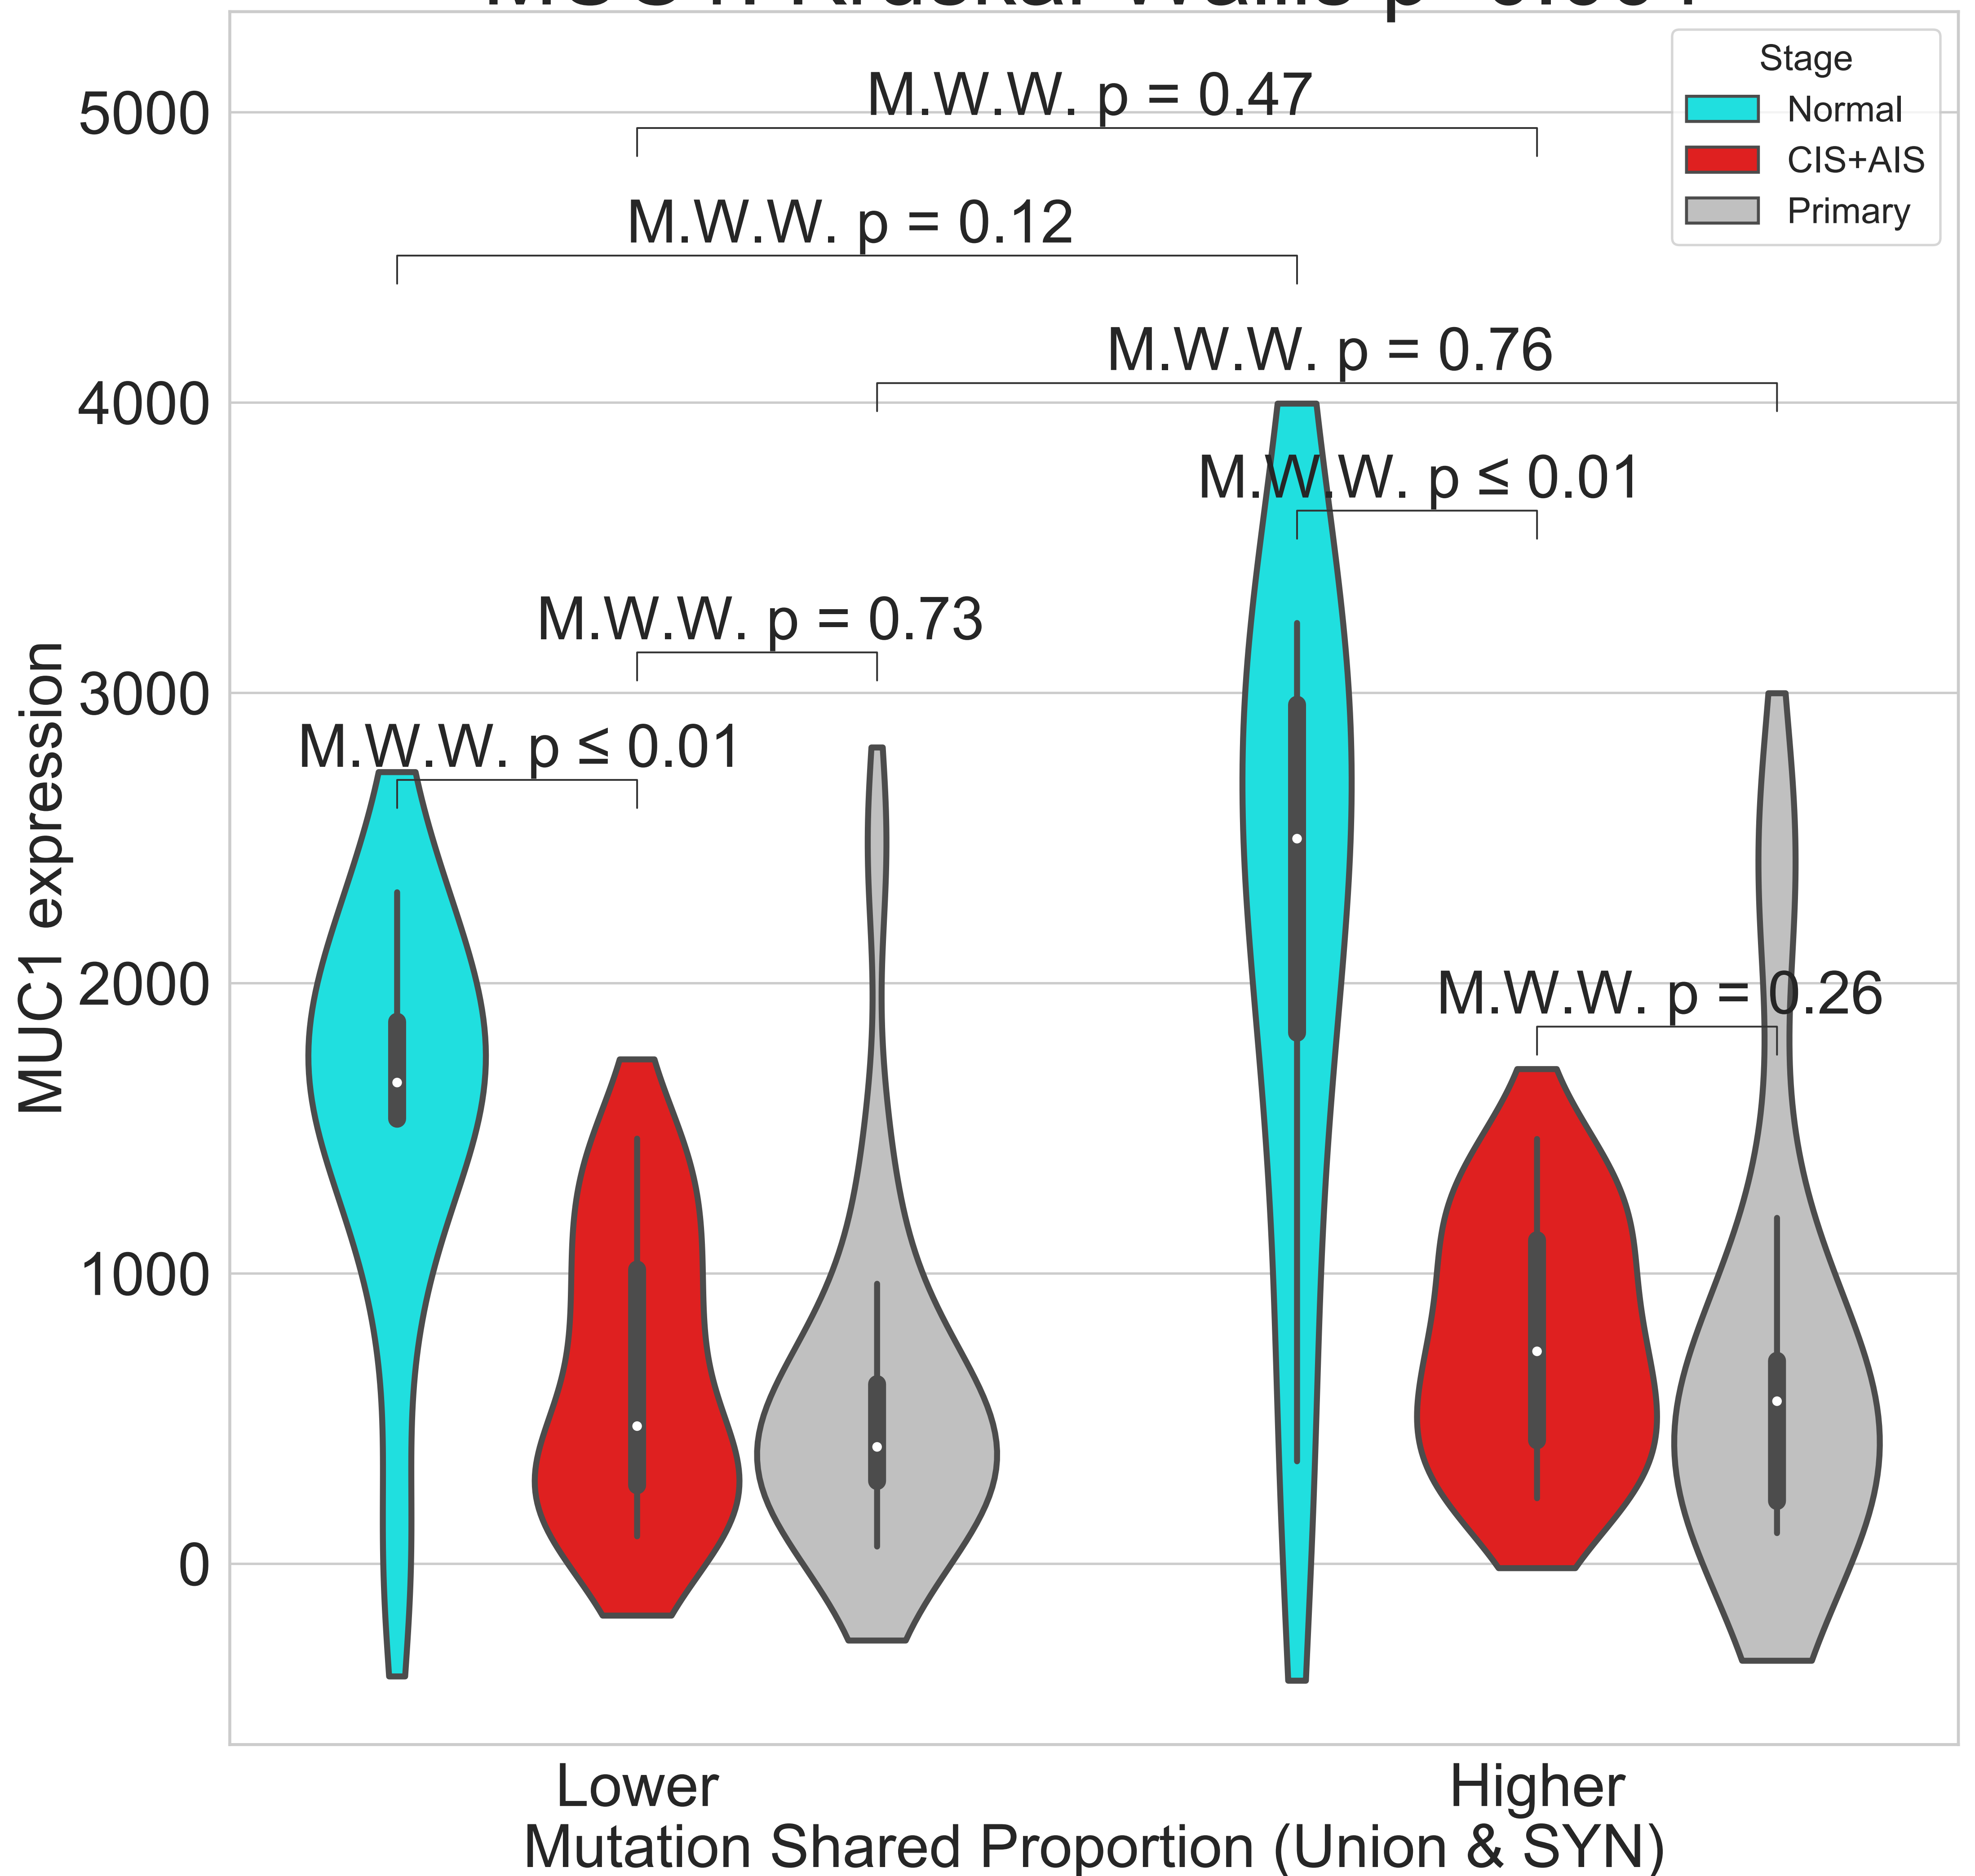 Stage
Normal
CIS+AIS
Primary
M.W.W. p = 0.47
M.W.W. p = 0.12
M.W.W. p = 0.76
M.W.W. p ≤ 0.01
M.W.W. p = 0.73
M.W.W. p ≤ 0.01
M.W.W. p = 0.26
MUC1 expression
5000
4000
3000
2000
1000
0
Lower
Higher
Mutation Shared Proportion (Union & SYN)